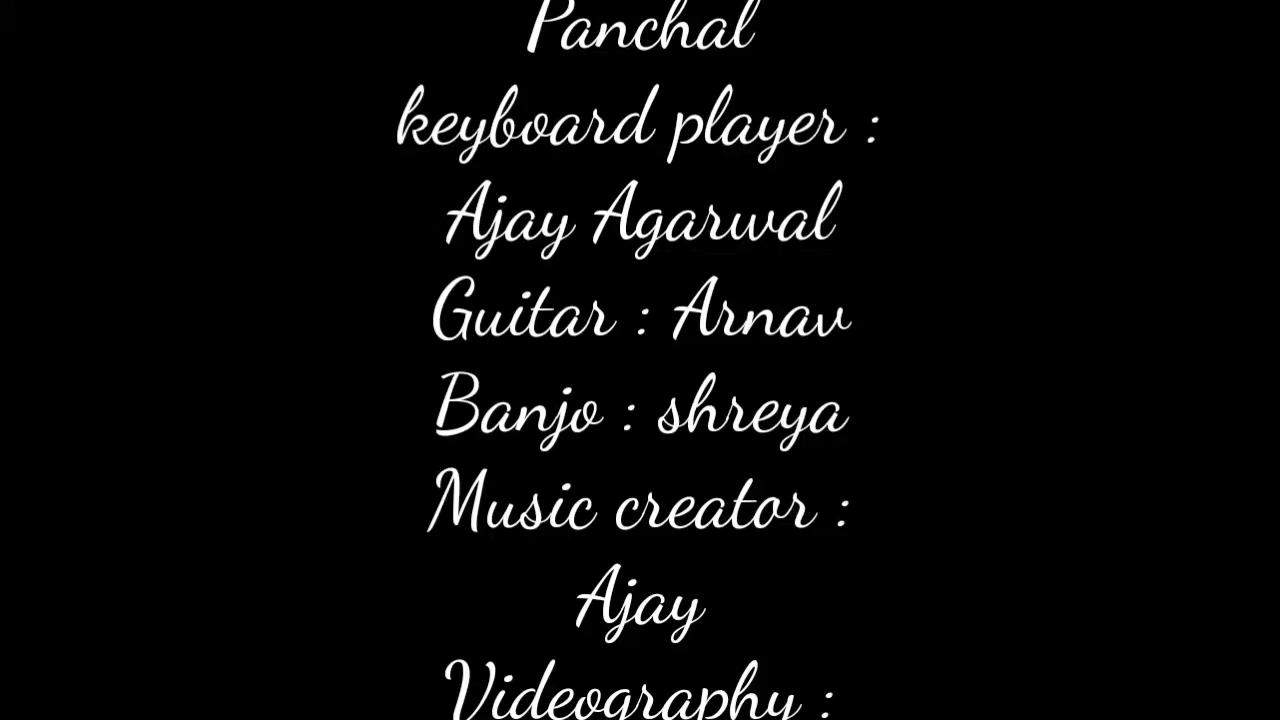 Panchal
keyboard player :
Ajay Agarwal
Guitar : Arnav
Banjo : shreya
Music creator :
Ajay
Videography :